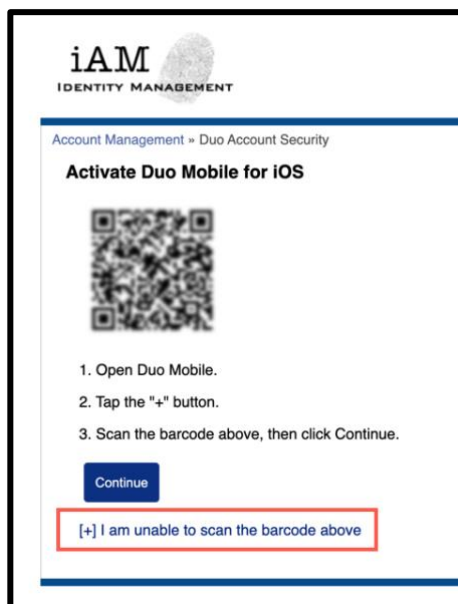 iAM
IDENTITY MANAGEMENT
Account Management » Duo Account Security
Activate Duo Mobile for iOS
1. Open Duo Mobile.
2. Tap the "+" button.
3. Scan the barcode above, then click Continue.
Continue
[+] I am unable to scan the barcode above